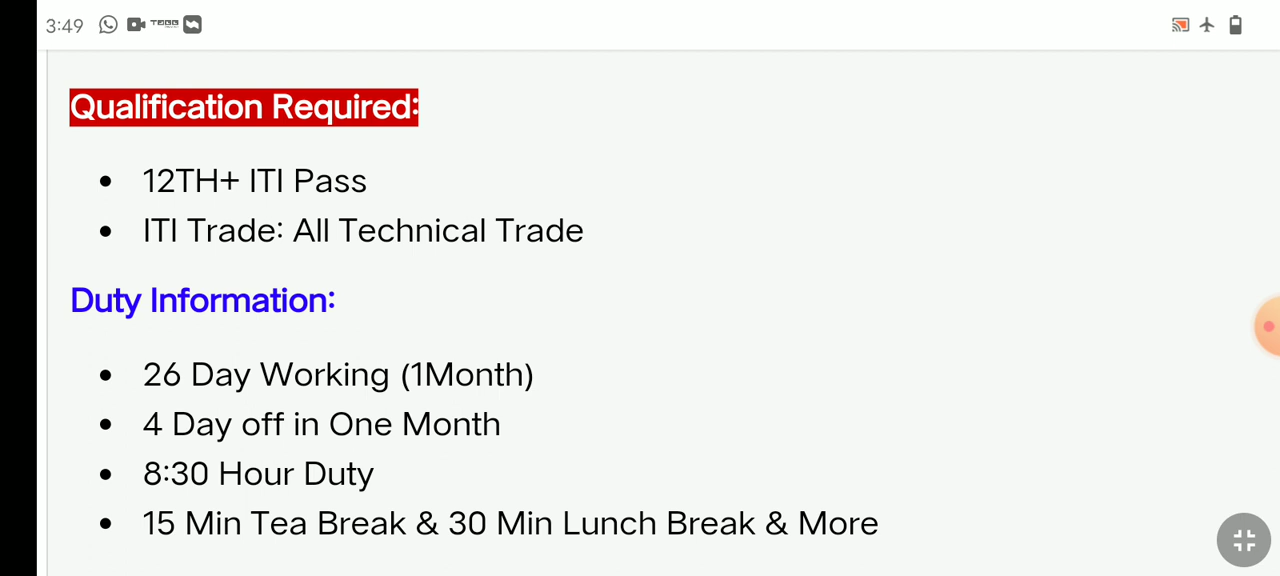 3:49
Qualification Required:
12TH+ ITI Pass
ITI Trade: All Technical Trade
Duty Information:
26 Day Working (1Month)
4 Day off in One Month
8:30 Hour Duty
15 Min Tea Break & 30 Min Lunch Break & More